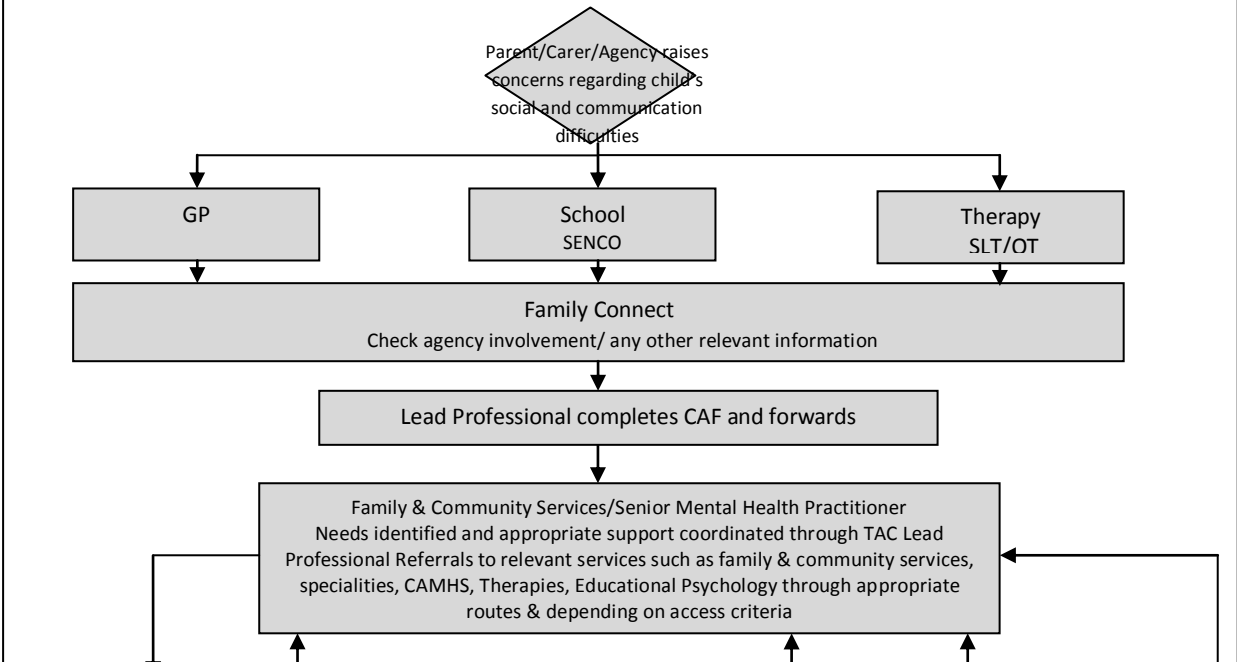 Parent/Carer/Agency raises
concerns regarding child's
social and communication
difficulties
GP
School
SENCO
Therapy
SLT/OT
Family Connect
Check agency involvement/ any other relevant information
Lead Professional completes CAF and forwards
Family & Community Services/Senior Mental Health Practitioner
Needs identified and appropriate support coordinated through TAC Lead
Professional Referrals to relevant services such as family & community services,
specialities, CAMHS, Therapies, Educational Psychology through appropriate
routes & depending on access criteria